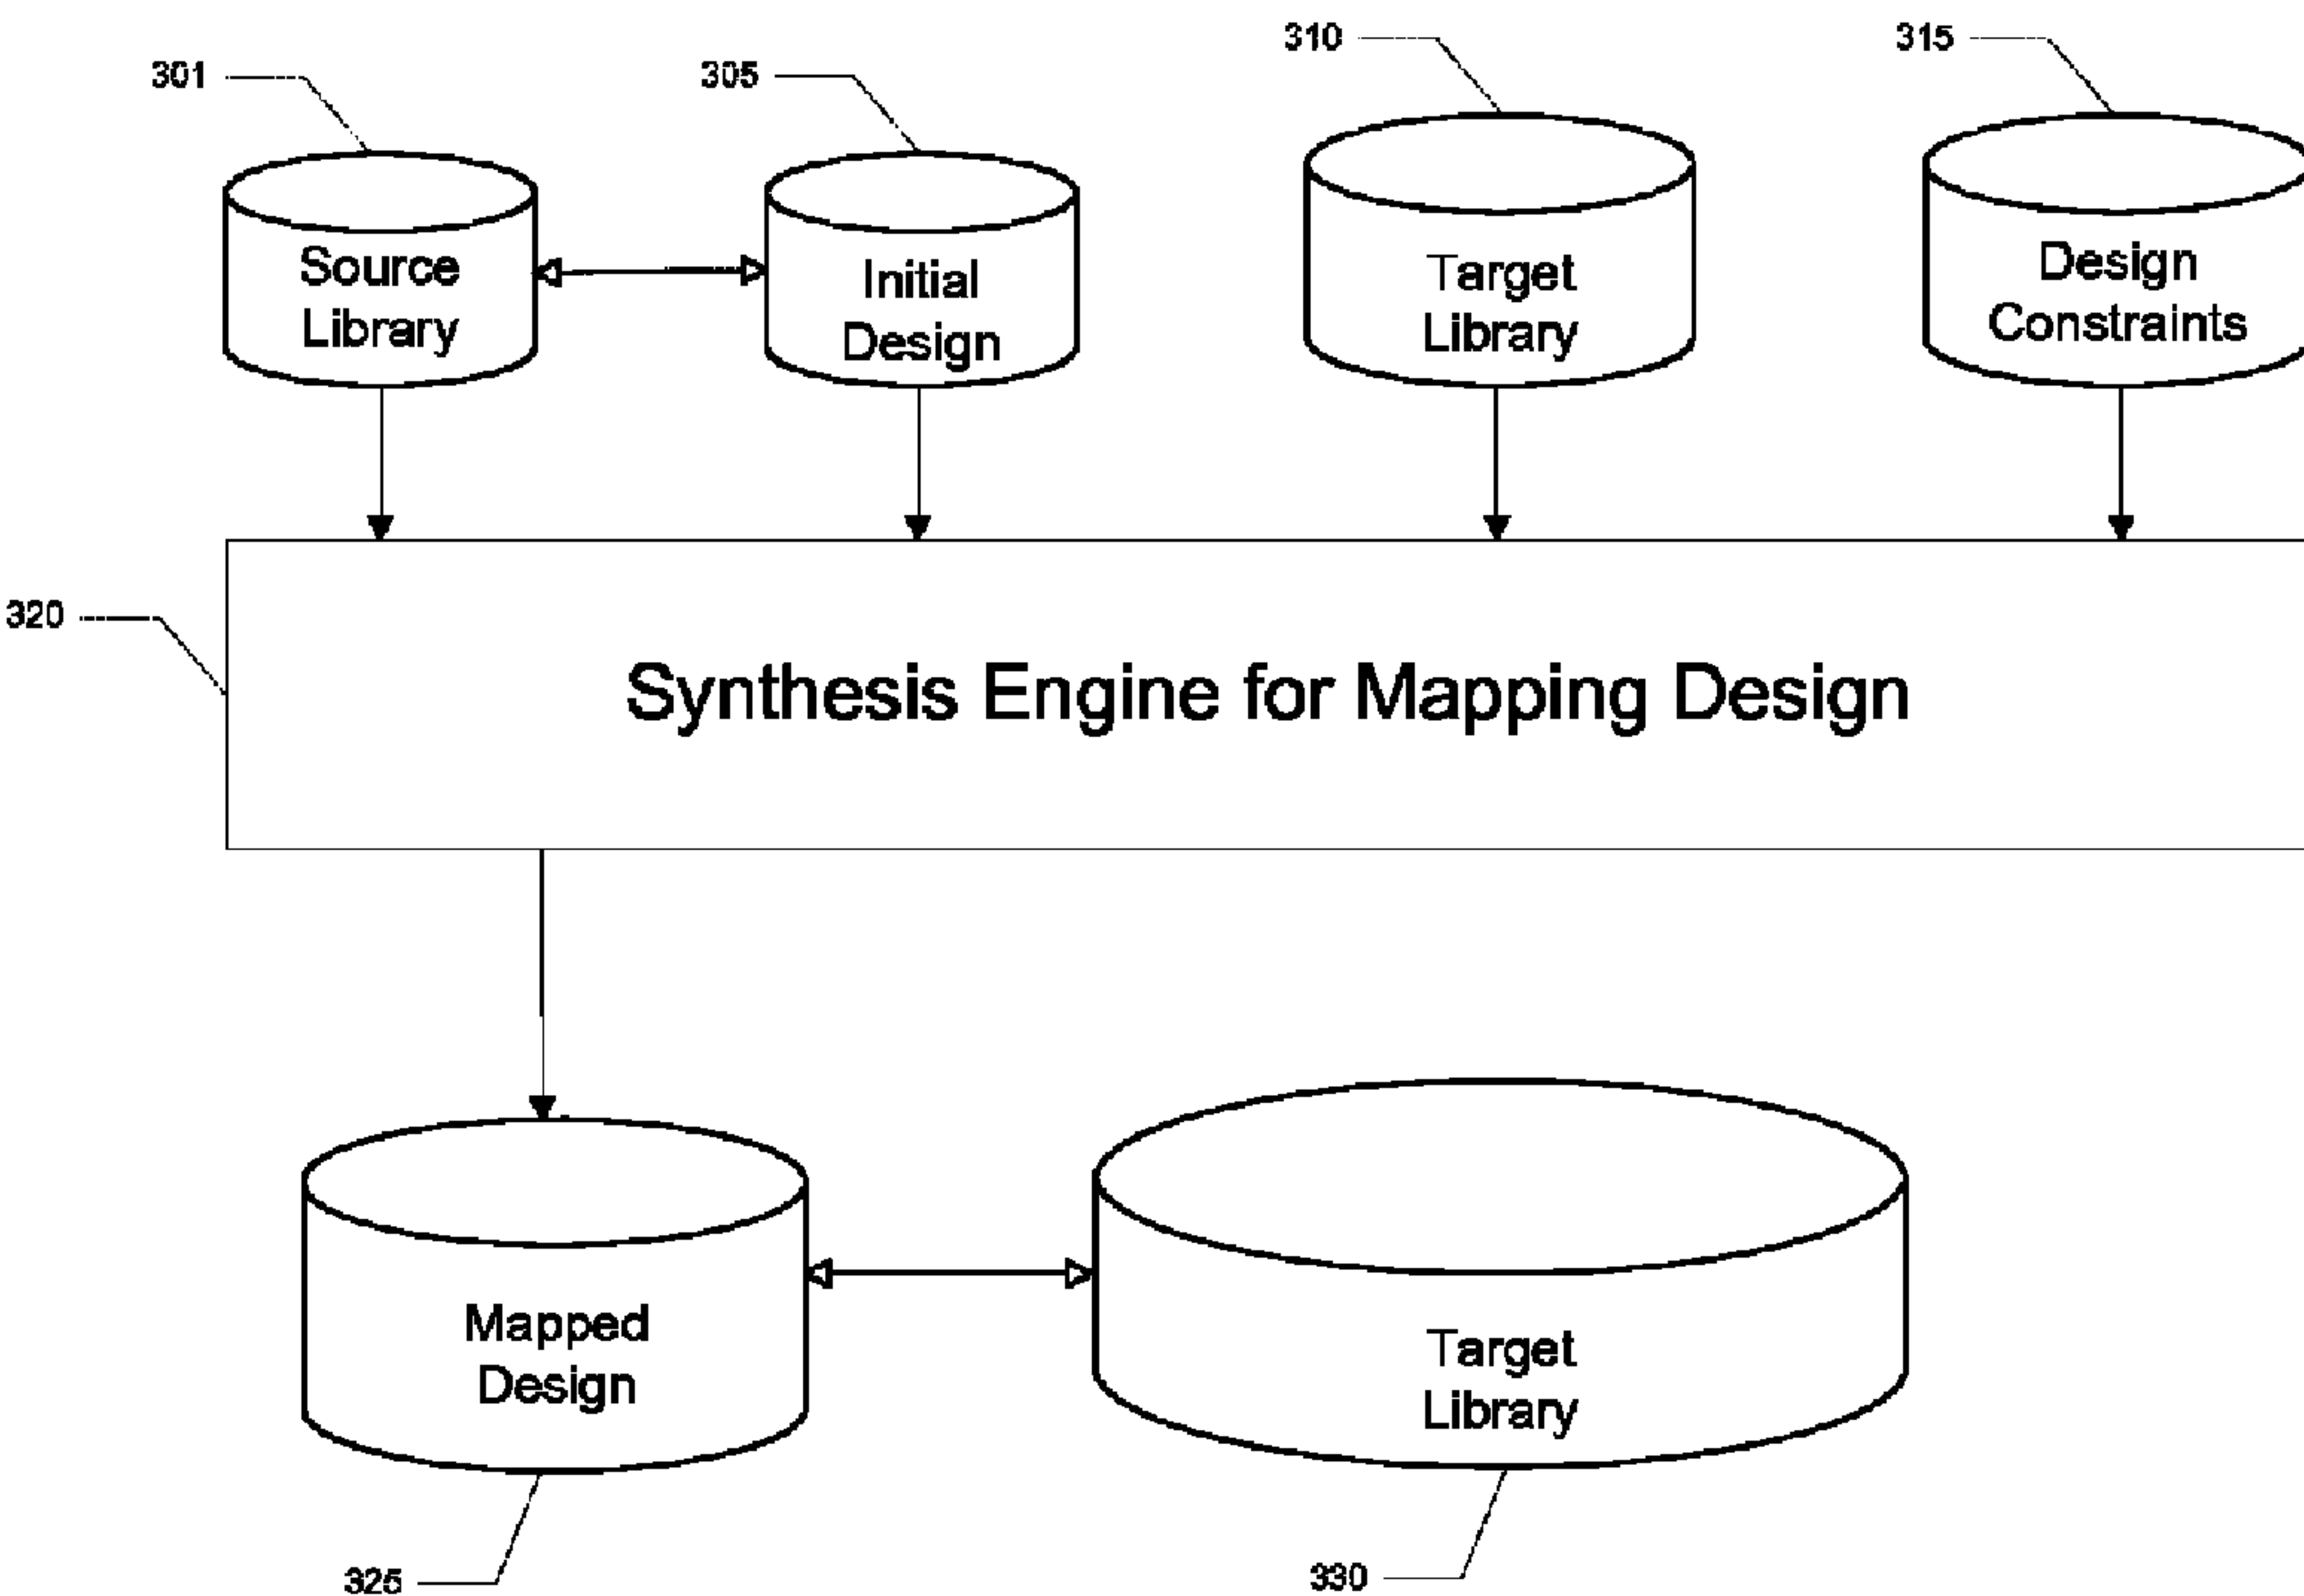 301
305
310
315
Source
Library
Initial
Design
Target
Library
Design
Constraints
320
Synthesis Engine for Mapping Design
Mapped
Design
Target
Library
325
330